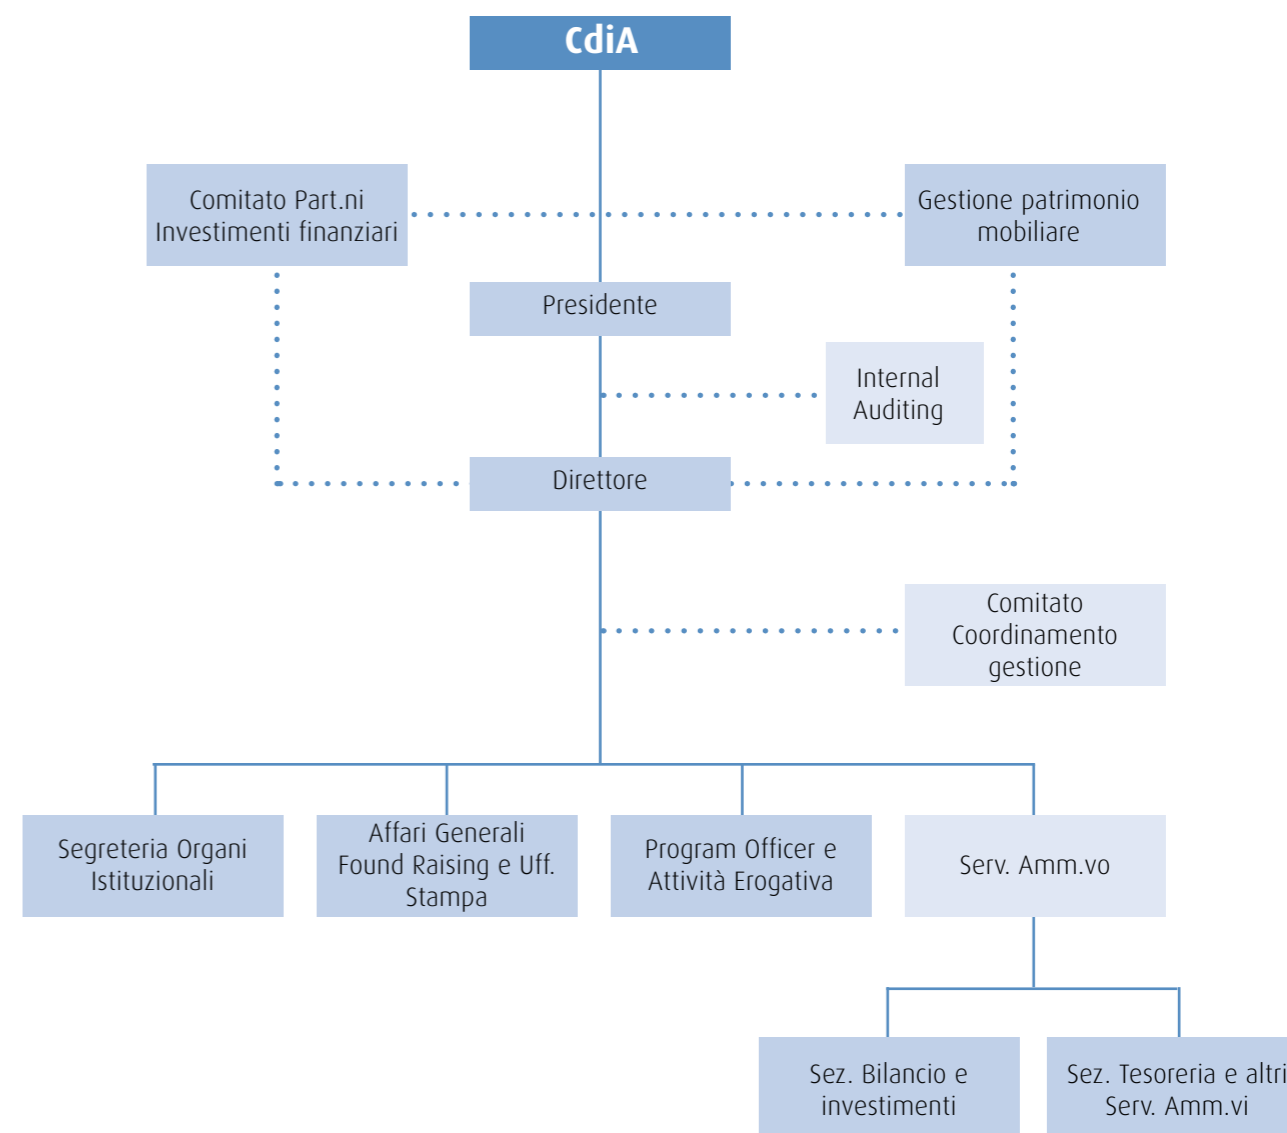 CdiA
Comitato Part.ni
Investimenti finanziari
Gestione patrimonio
mobiliare
Presidente
Internal
Auditing
Direttore
Comitato
Coordinamento
gestione
Segreteria Organi
Istituzionali
Affari Generali
Found Raising e Uff.
Stampa
Program Officer e
Attività Erogativa
Serv. Amm.vo
Sez. Bilancio e
investimenti
Sez. Tesoreria e altri
Serv. Amm.vi